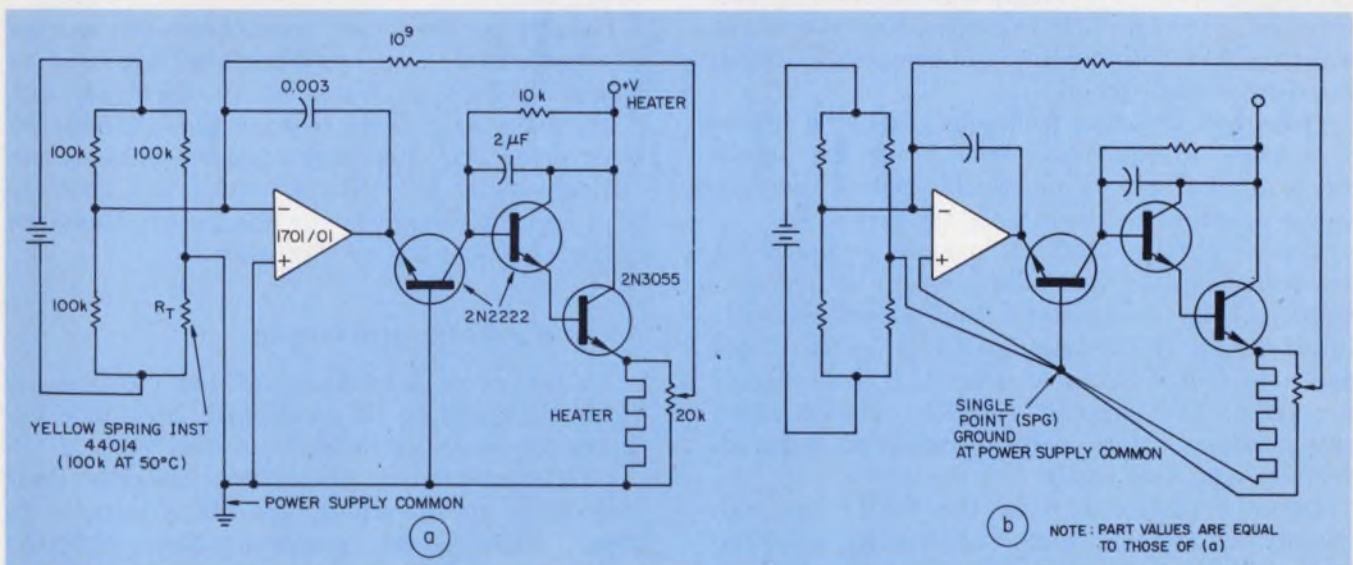 10⁹
0.003
10k
+V
HEATER
2 µF
100k
100k
1701/01
2N3055
2N2222
100k
R_T
HEATER
20k
YELLOW SPRING INST
44014
(100k AT 50°C)
POWER SUPPLY COMMON
a
−
+
−
+
SINGLE
POINT (SPG)
GROUND
AT POWER SUPPLY COMMON
b
NOTE: PART VALUES ARE EQUAL
TO THOSE OF (a)